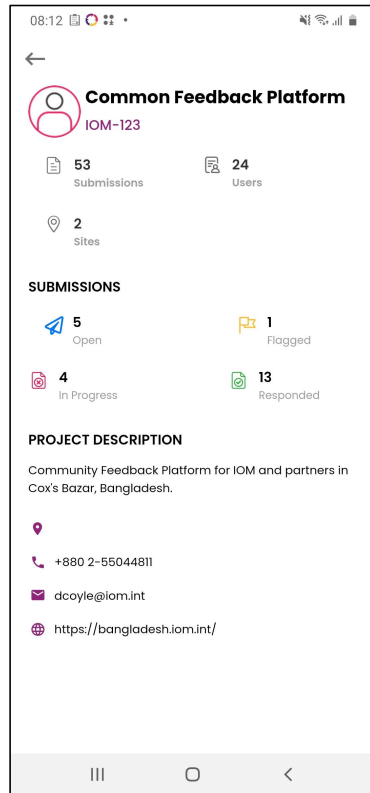 08:12
Common Feedback Platform
IOM-123
53
Submissions
24
Users
2
Sites
SUBMISSIONS
5
Open
1
Flagged
4
In Progress
13
Responded
PROJECT DESCRIPTION
Community Feedback Platform for IOM and partners in
Cox's Bazar, Bangladesh.
+880 2-55044811
dcoyle@iom.int
https://bangladesh.iom.int/